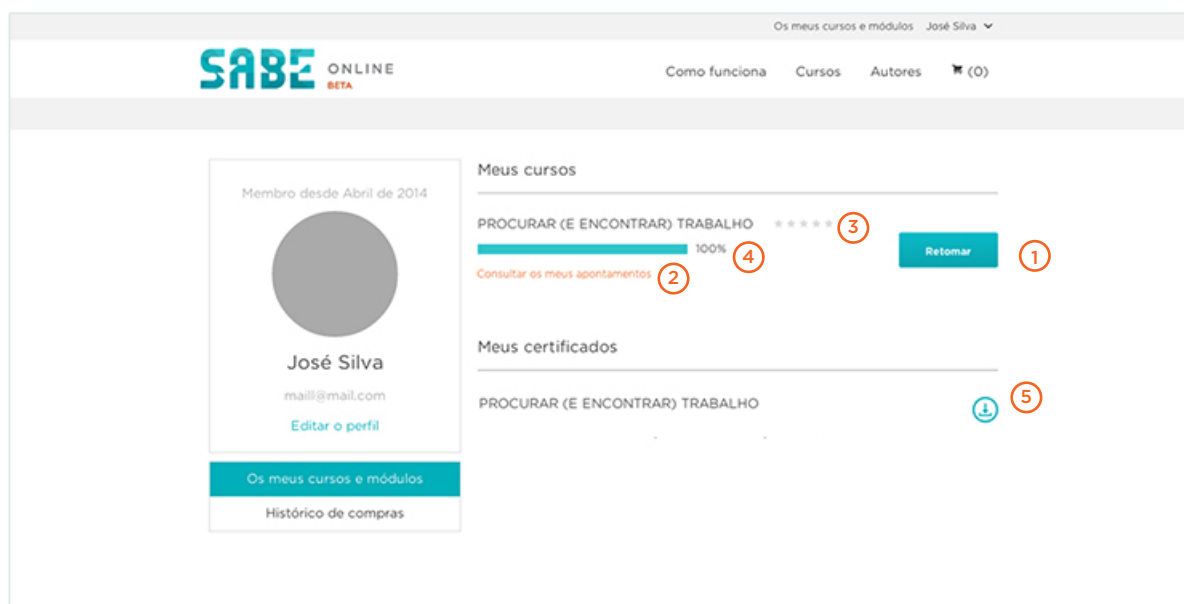 Os meus cursos e módulos José Silva
SABE ONLINE
BETA
Como funciona Cursos Autores (0)
Membro desde Abril de 2014
José Silva
maill@mail.com
Editar o perfil
Os meus cursos e módulos
Histórico de compras
Meus cursos
PROCURAR (E ENCONTRAR) TRABALHO 3
100% 4
Consultar os meus apontamentos 2
Retomar 1
Meus certificados
PROCURAR (E ENCONTRAR) TRABALHO 5